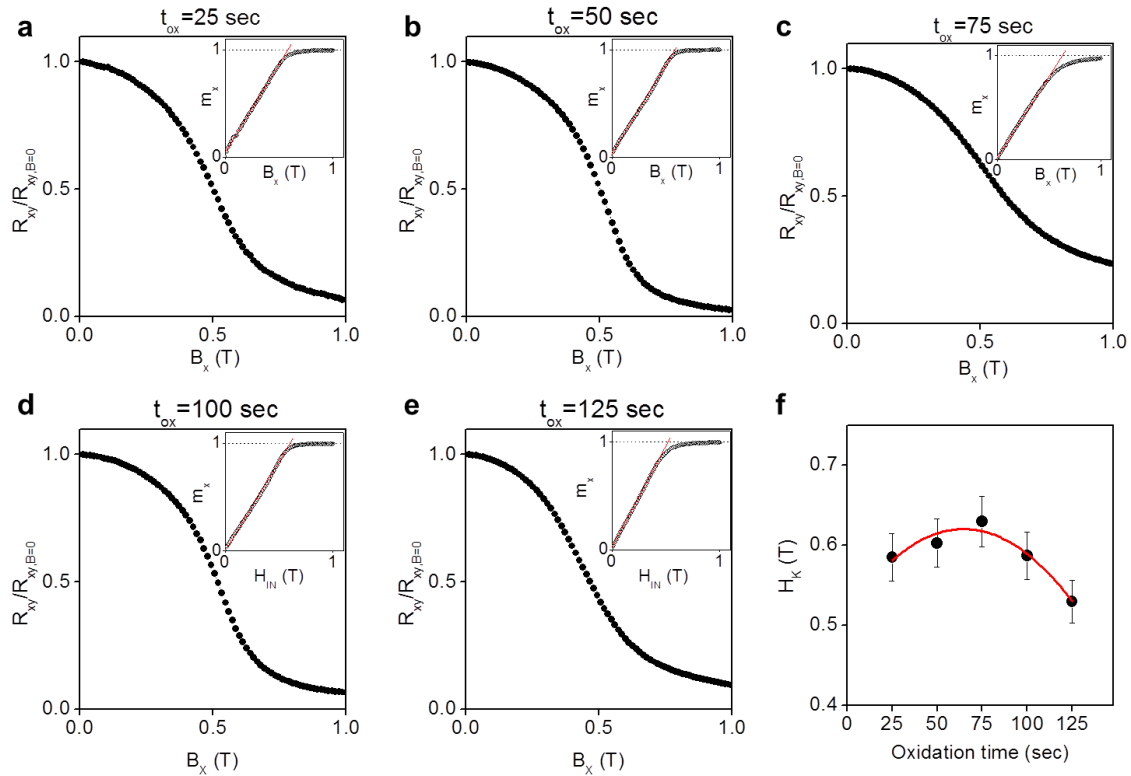 a
t_ox=25 sec
R_xy/R_xy,B=0
1.0
0.5
0.0
0.0 0.5 1.0
B_x (T)
m_x
1
0
0 1
B_x (T)
b
t_ox=50 sec
R_xy/R_xy,B=0
1.0
0.5
0.0
0.0 0.5 1.0
B_x (T)
m_x
1
0
0 1
B_x (T)
c
t_ox=75 sec
R_xy/R_xy,B=0
1.0
0.5
0.0
0.0 0.5 1.0
B_x (T)
m_x
1
0
0 1
B_x (T)
d
t_ox=100 sec
R_xy/R_xy,B=0
1.0
0.5
0.0
0.0 0.5 1.0
B_X (T)
m_x
1
0
0 1
H_IN (T)
e
t_ox=125 sec
R_xy/R_xy,B=0
1.0
0.5
0.0
0.0 0.5 1.0
B_X (T)
m_x
1
0
0 1
H_IN (T)
f
H_K (T)
0.7
0.6
0.5
0.4
0 25 50 75 100 125
Oxidation time (sec)